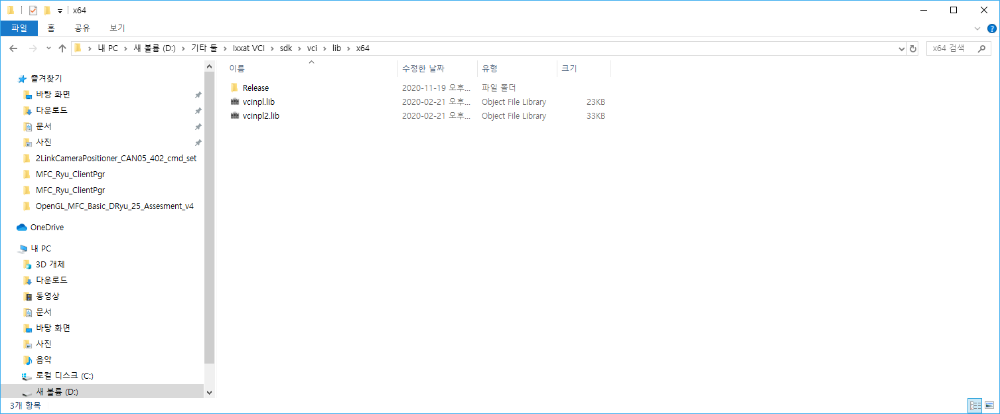 x64
파일 홈 공유 보기
내 PC › 새 볼륨 (D:) › 기타 툴 › Ixxat VCI › sdk › vci › lib › x64
x64 검색
즐겨찾기
바탕 화면
다운로드
문서
사진
2LinkCameraPositioner_CAN05_402_cmd_set
MFC_Ryu_ClientPgr
MFC_Ryu_ClientPgr
OpenGL_MFC_Basic_DRyu_25_Assesment_v4
OneDrive
내 PC
3D 개체
다운로드
동영상
문서
바탕 화면
사진
음악
로컬 디스크 (C:)
새 볼륨 (D:)
이름 수정한 날짜 유형 크기
Release 2020-11-19 오후... 파일 폴더
vcinpl.lib 2020-02-21 오후... Object File Library 23KB
vcinpl2.lib 2020-02-21 오후... Object File Library 33KB
3개 항목